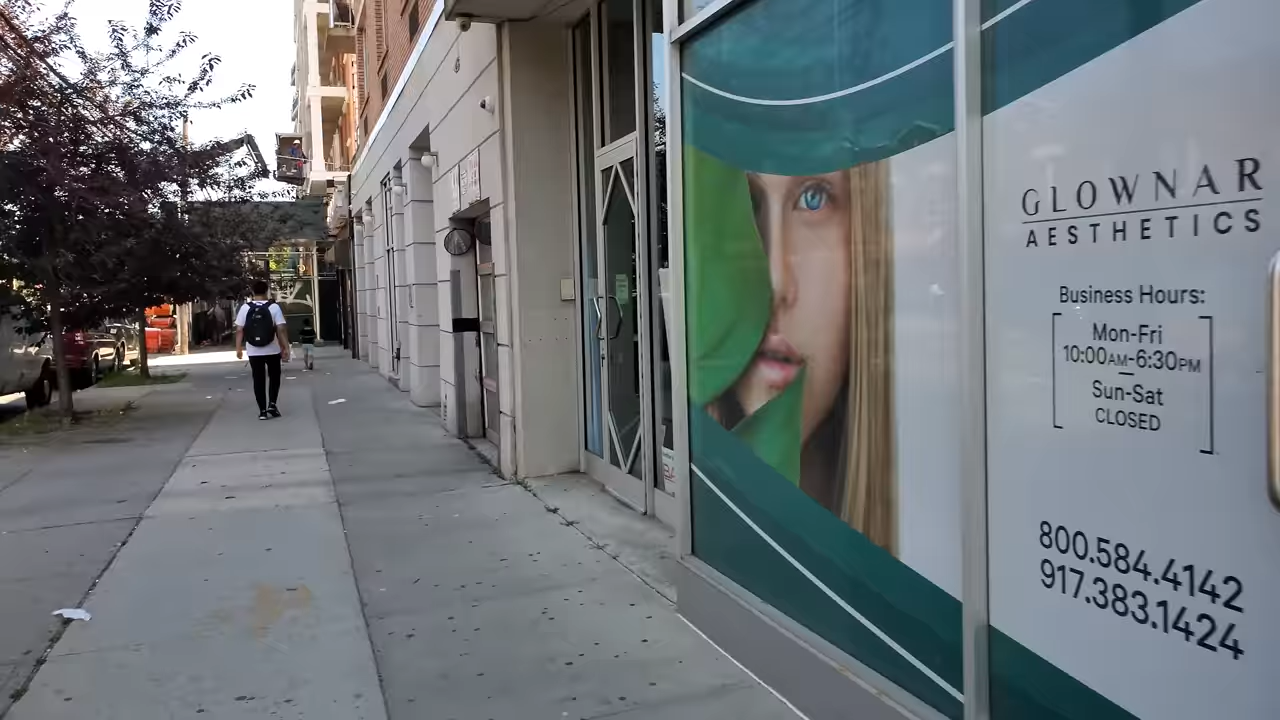 GLOWNAR
AESTHETICS
Business Hours:
Mon-Fri
10:00AM-6:30PM
Sun-Sat
CLOSED
800.584.4142
917.383.1424